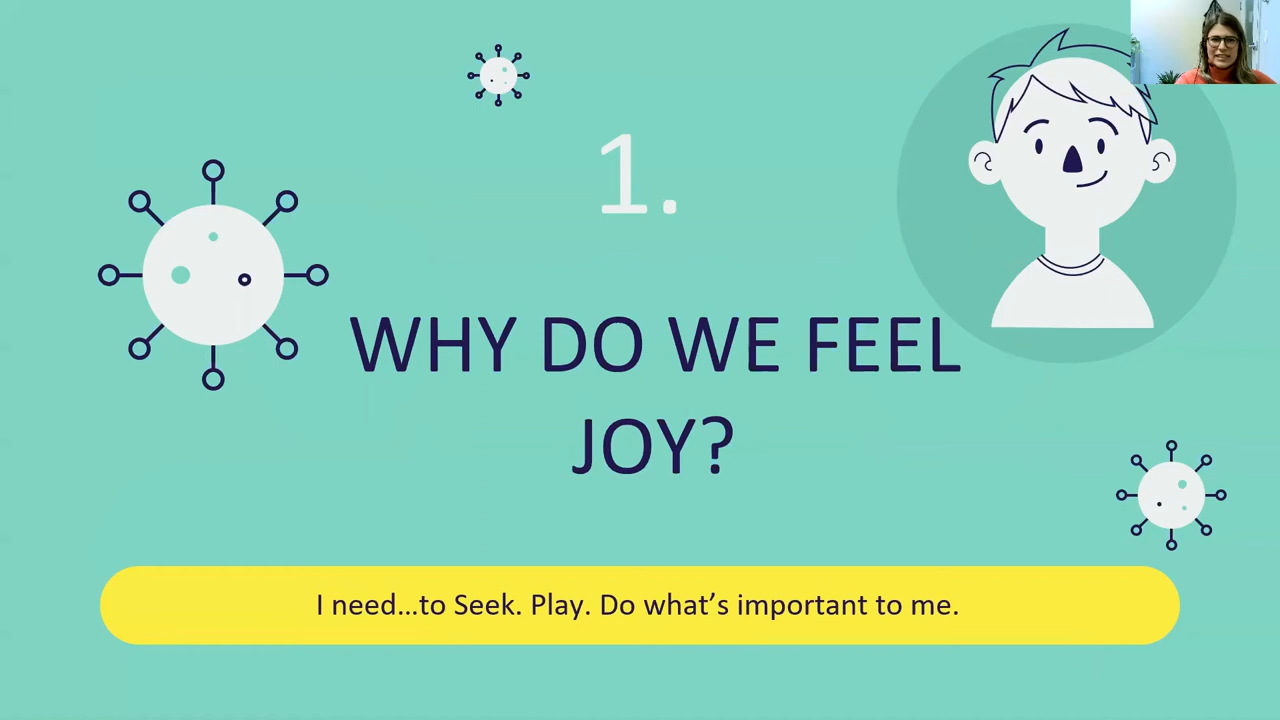 1.
WHY DO WE FEEL
JOY?
I need...to Seek. Play. Do what’s important to me.